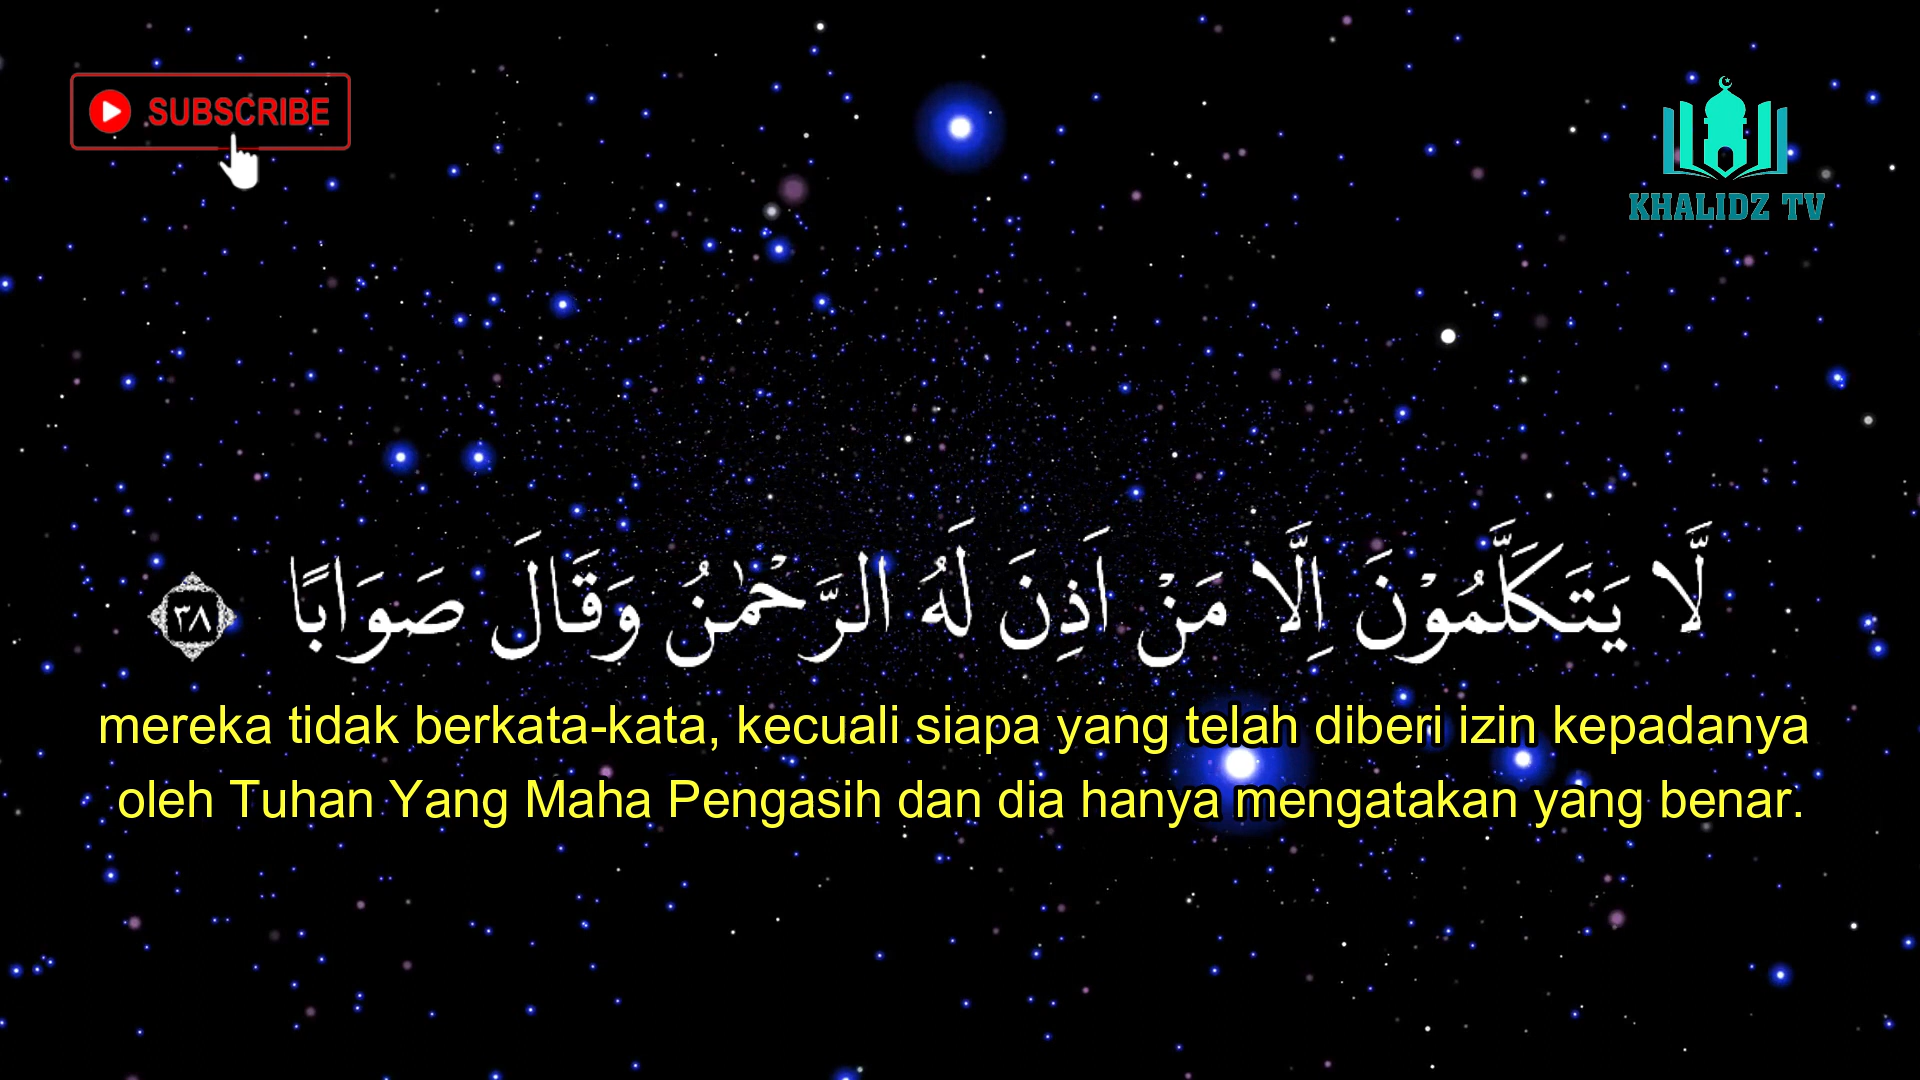 SUBSCRIBE
KHALIDZ TV
لَّا يَتَكَلَّمُوْنَ اِلَّا مَنْ اَذِنَ لَهُ الرَّحْمٰنُ وَقَالَ صَوَابًا ٣٨
mereka tidak berkata-kata, kecuali siapa yang telah diberi izin kepadanya
oleh Tuhan Yang Maha Pengasih dan dia hanya mengatakan yang benar.